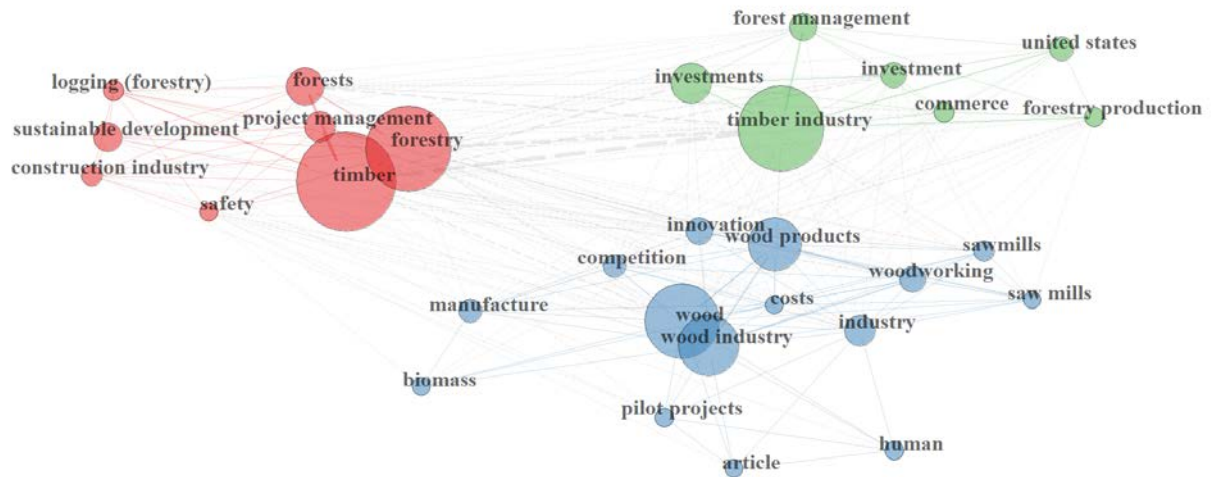 logging (forestry)
forests
sustainable development
project management
forestry
construction industry
timber
safety
forest management
united states
investments
investment
commerce
forestry production
timber industry
innovation
wood products
sawmills
competition
woodworking
manufacture
costs
saw mills
wood
industry
wood industry
biomass
pilot projects
human
article